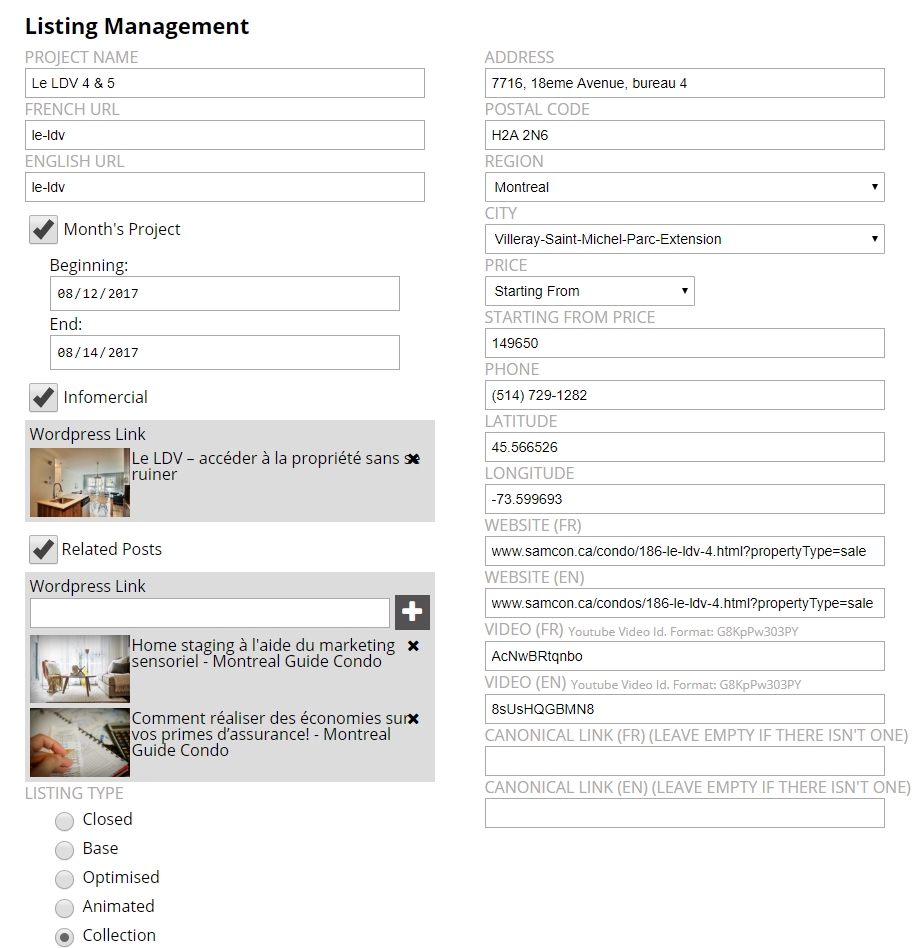 Listing Management
PROJECT NAME
Le LDV 4 & 5
FRENCH URL
le-ldv
ENGLISH URL
le-ldv
Month's Project
Beginning:
08/12/2017
End:
08/14/2017
Infomercial
Wordpress Link
Le LDV – accéder à la propriété sans se
ruiner
Related Posts
Wordpress Link
Home staging à l'aide du marketing
sensoriel - Montreal Guide Condo
Comment réaliser des économies sur
vos primes d’assurance! - Montreal
Guide Condo
LISTING TYPE
Closed
Base
Optimised
Animated
Collection
ADDRESS
7716, 18eme Avenue, bureau 4
POSTAL CODE
H2A 2N6
REGION
Montreal
CITY
Villeray-Saint-Michel-Parc-Extension
PRICE
Starting From
STARTING FROM PRICE
149650
PHONE
(514) 729-1282
LATITUDE
45.566526
LONGITUDE
-73.599693
WEBSITE (FR)
www.samcon.ca/condo/186-le-ldv-4.html?propertyType=sale
WEBSITE (EN)
www.samcon.ca/condos/186-le-ldv-4.html?propertyType=sale
VIDEO (FR) Youtube Video Id. Format: G8KpPw303PY
AcNwBRtqnbo
VIDEO (EN) Youtube Video Id. Format: G8KpPw303PY
8sUsHQGBMN8
CANONICAL LINK (FR) (LEAVE EMPTY IF THERE ISN'T ONE)
CANONICAL LINK (EN) (LEAVE EMPTY IF THERE ISN'T ONE)